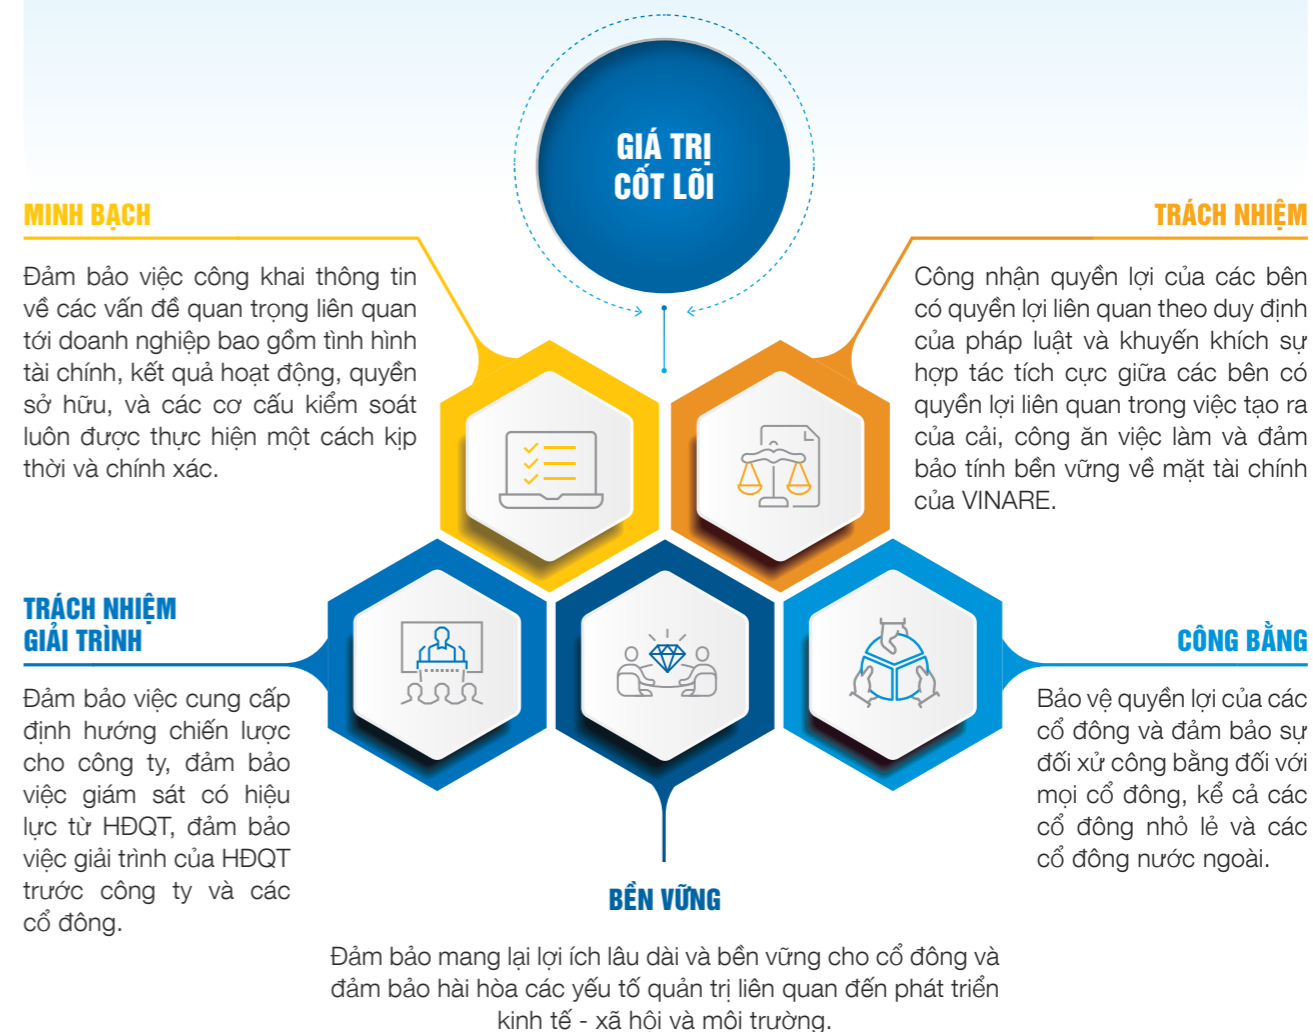 GIÁ TRỊ
CỐT LÕI
MINH BẠCH
Đảm bảo việc công khai thông tin
về các vấn đề quan trọng liên quan
tới doanh nghiệp bao gồm tình hình
tài chính, kết quả hoạt động, quyền
sở hữu, và các cơ cấu kiểm soát
luôn được thực hiện một cách kịp
thời và chính xác.
TRÁCH NHIỆM
Công nhận quyền lợi của các bên
có quyền lợi liên quan theo duy định
của pháp luật và khuyến khích sự
hợp tác tích cực giữa các bên có
quyền lợi liên quan trong việc tạo ra
của cải, công ăn việc làm và đảm
bảo tính bền vững về mặt tài chính
của VINARE.
TRÁCH NHIỆM
GIẢI TRÌNH
Đảm bảo việc cung cấp
định hướng chiến lược
cho công ty, đảm bảo
việc giám sát có hiệu
lực từ HĐQT, đảm bảo
việc giải trình của HĐQT
trước công ty và các
cổ đông.
BỀN VỮNG
Đảm bảo mang lại lợi ích lâu dài và bền vững cho cổ đông và
đảm bảo hài hòa các yếu tố quản trị liên quan đến phát triển
kinh tế - xã hội và môi trường.
CÔNG BẰNG
Bảo vệ quyền lợi của các
cổ đông và đảm bảo sự
đối xử công bằng đối với
mọi cổ đông, kể cả các
cổ đông nhỏ lẻ và các
cổ đông nước ngoài.